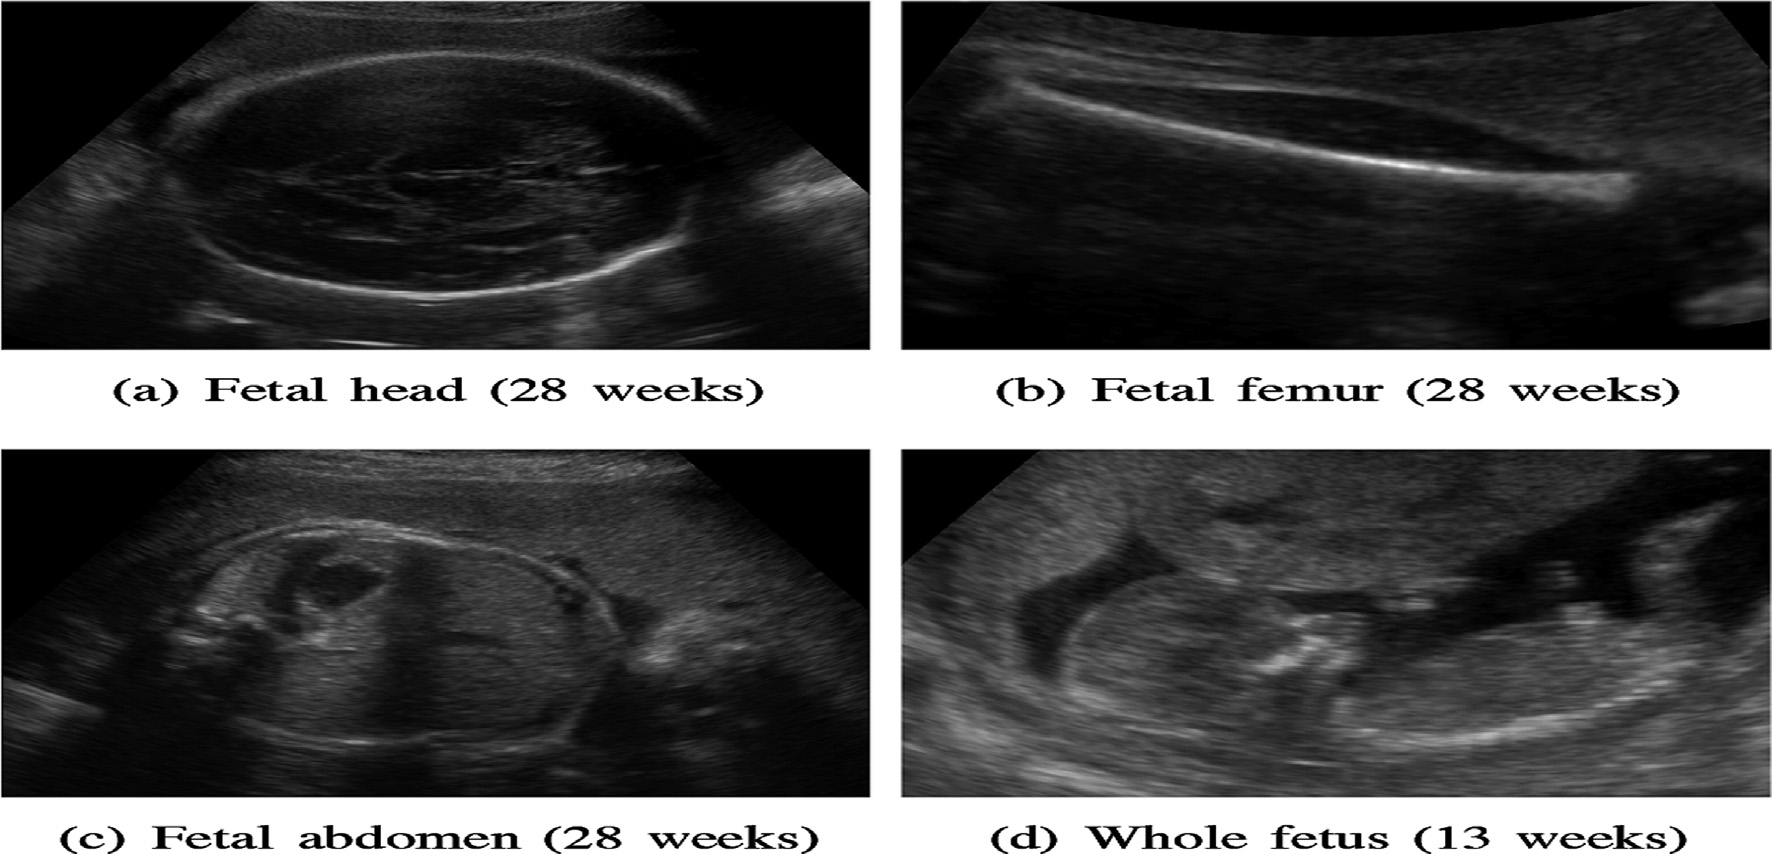 (a) Fetal head (28 weeks)
(b) Fetal femur (28 weeks)
(c) Fetal abdomen (28 weeks)
(d) Whole fetus (13 weeks)